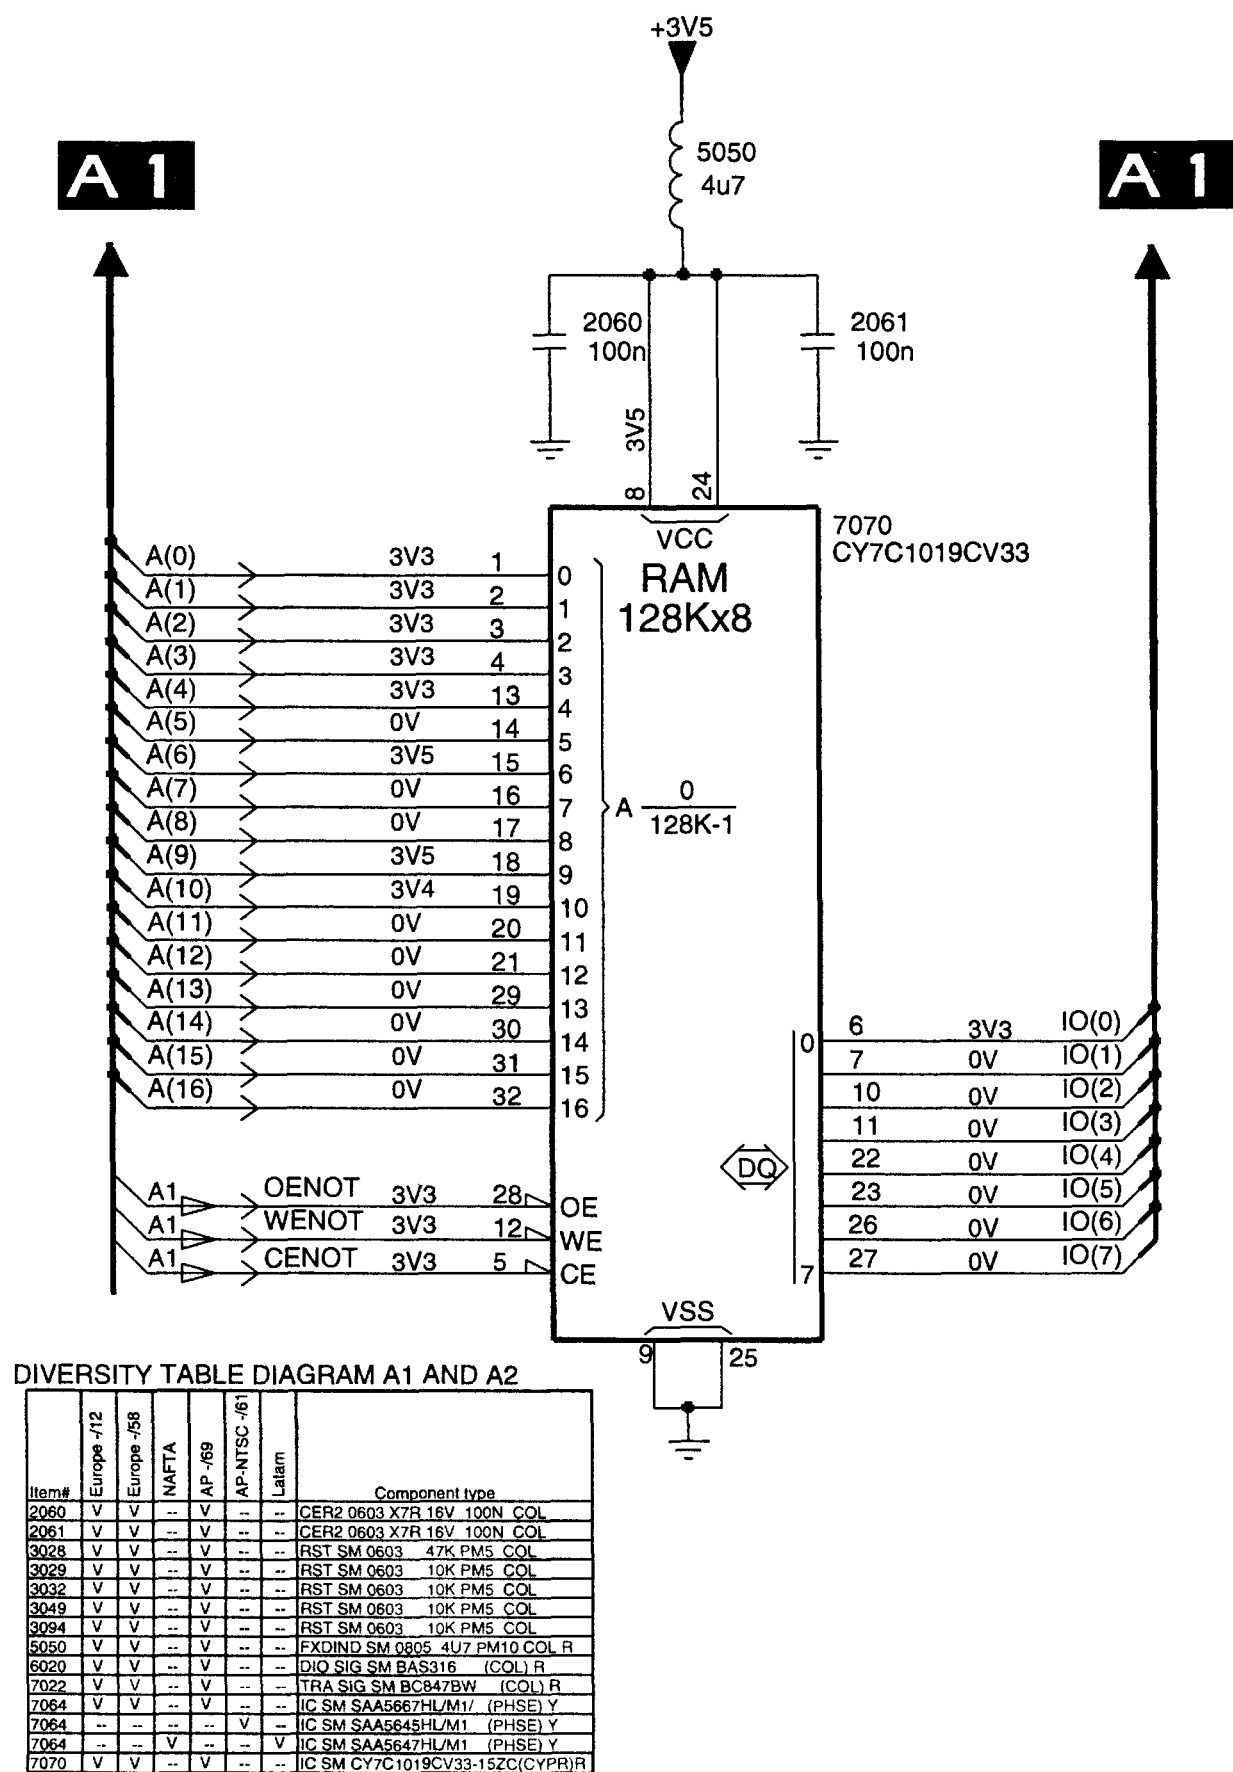 +3V5
A 1
A 1
5050
4u7
2060
100n
2061
100n
3V5
8
24
7070
CY7C1019CV33
VCC
RAM
128Kx8
A(0) 3V3 1 0
A(1) 3V3 2 1
A(2) 3V3 3 2
A(3) 3V3 4 3
A(4) 3V3 13 4
A(5) 0V 14 5
A(6) 3V5 15 6
A(7) 0V 16 7
A(8) 0V 17 8
A(9) 3V5 18 9
A(10) 3V4 19 10
A(11) 0V 20 11
A(12) 0V 21 12
A(13) 0V 29 13
A(14) 0V 30 14
A(15) 0V 31 15
A(16) 0V 32 16
A 0
128K-1
0 6 3V3 IO(0)
7 0V IO(1)
10 0V IO(2)
11 0V IO(3)
DQ 22 0V IO(4)
23 0V IO(5)
26 0V IO(6)
7 27 0V IO(7)
A1 OENOT 3V3 28 OE
A1 WENOT 3V3 12 WE
A1 CENOT 3V3 5 CE
VSS
9 25
DIVERSITY TABLE DIAGRAM A1 AND A2
Item# Europe -/12 Europe -/58 NAFTA AP -/69 AP-NTSC -/61 Latam Component type
2060 V V -- V -- -- CER2 0603 X7R 16V 100N COL
2061 V V -- V -- -- CER2 0603 X7R 16V 100N COL
3028 V V -- V -- -- RST SM 0603 47K PM5 COL
3029 V V -- V -- -- RST SM 0603 10K PM5 COL
3032 V V -- V -- -- RST SM 0603 10K PM5 COL
3049 V V -- V -- -- RST SM 0603 10K PM5 COL
3094 V V -- V -- -- RST SM 0603 10K PM5 COL
5050 V V -- V -- -- FXDIND SM 0805 4U7 PM10 COL R
6020 V V -- V -- -- DIO SIG SM BAS316 (COL) R
7022 V V -- V -- -- TRA SIG SM BC847BW (COL) R
7064 V V -- V -- -- IC SM SAA5667HL/M1/ (PHSE) Y
7064 -- -- -- -- V -- IC SM SAA5645HL/M1 (PHSE) Y
7064 -- -- V -- -- V IC SM SAA5647HL/M1 (PHSE) Y
7070 V V -- V -- -- IC SM CY7C1019CV33-15ZC(CYPR)R